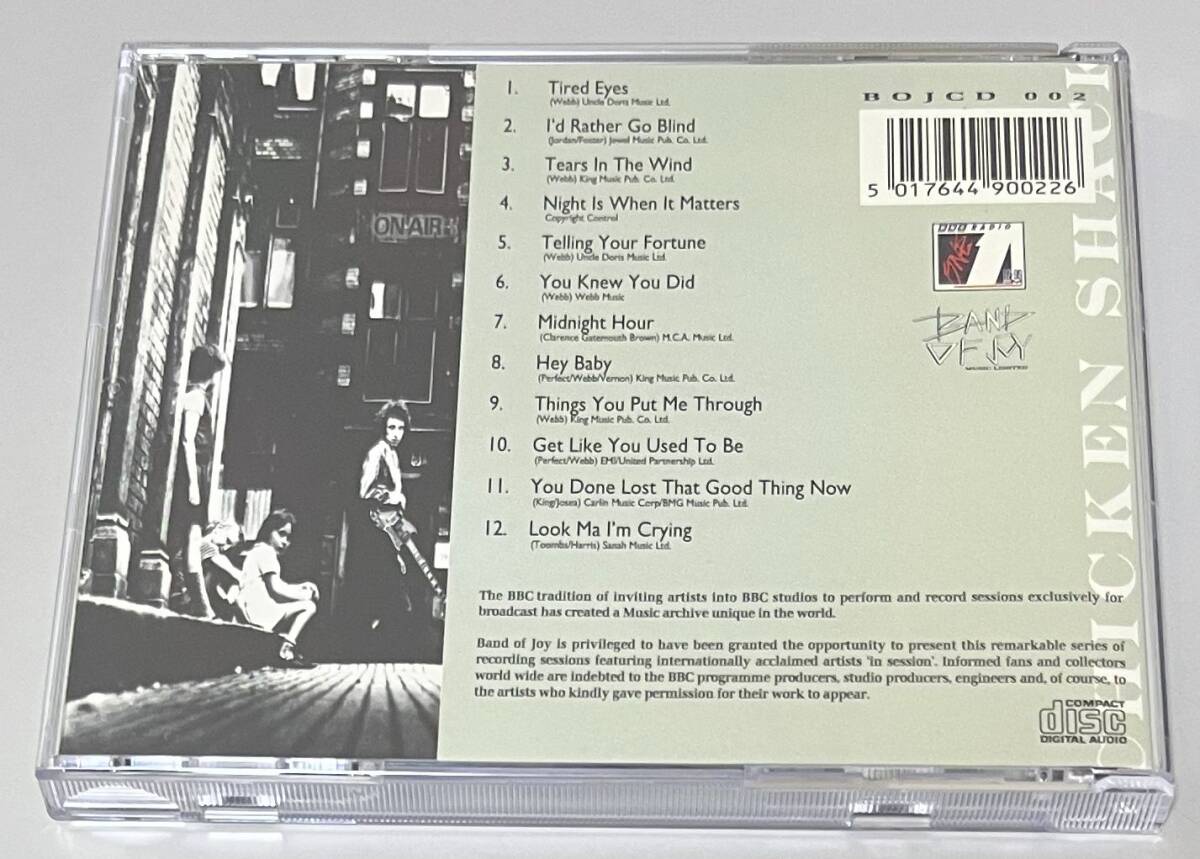 1. Tired Eyes
(Webb) Uncle Doris Music Ltd.
2. I'd Rather Go Blind
(Jordan/Foster) Jewel Music Pub. Co. Ltd.
3. Tears In The Wind
(Webb) King Music Pub. Co. Ltd.
4. Night Is When It Matters
Copyright Control
5. Telling Your Fortune
(Webb) Uncle Doris Music Ltd.
6. You Knew You Did
(Webb) Webb Music
7. Midnight Hour
(Clarence Gatemouth Brown) M.C.A. Music Ltd.
8. Hey Baby
(Perfect/Webb/Vernon) King Music Pub. Co. Ltd.
9. Things You Put Me Through
(Webb) King Music Pub. Co. Ltd.
10. Get Like You Used To Be
(Perfect/Webb) EMI/United Partnership Ltd.
11. You Done Lost That Good Thing Now
(King/Josea) Carlin Music Corp/BMG Music Pub. Ltd.
12. Look Ma I'm Crying
(Toombs/Harris) Sanah Music Ltd.
The BBC tradition of inviting artists into BBC studios to perform and record sessions exclusively for
broadcast has created a Music archive unique in the world.
Band of Joy is privileged to have been granted the opportunity to present this remarkable series of
recording sessions featuring internationally acclaimed artists 'in session'. Informed fans and collectors
world wide are indebted to the BBC programme producers, studio producers, engineers and, of course, to
the artists who kindly gave permission for their work to appear.
BOJCD 002
5 017644 900226
BBC RADIO
1
BAND
OF JOY
MUSIC LIMITED
COMPACT
disc
DIGITAL AUDIO
CHICKEN SHACK
ON-AIR